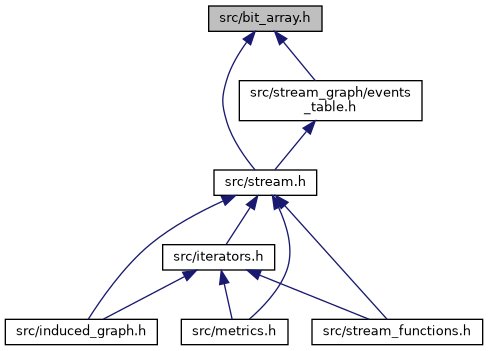 src/bit_array.h
src/stream_graph/events
_table.h
src/stream.h
src/iterators.h
src/induced_graph.h
src/metrics.h
src/stream_functions.h